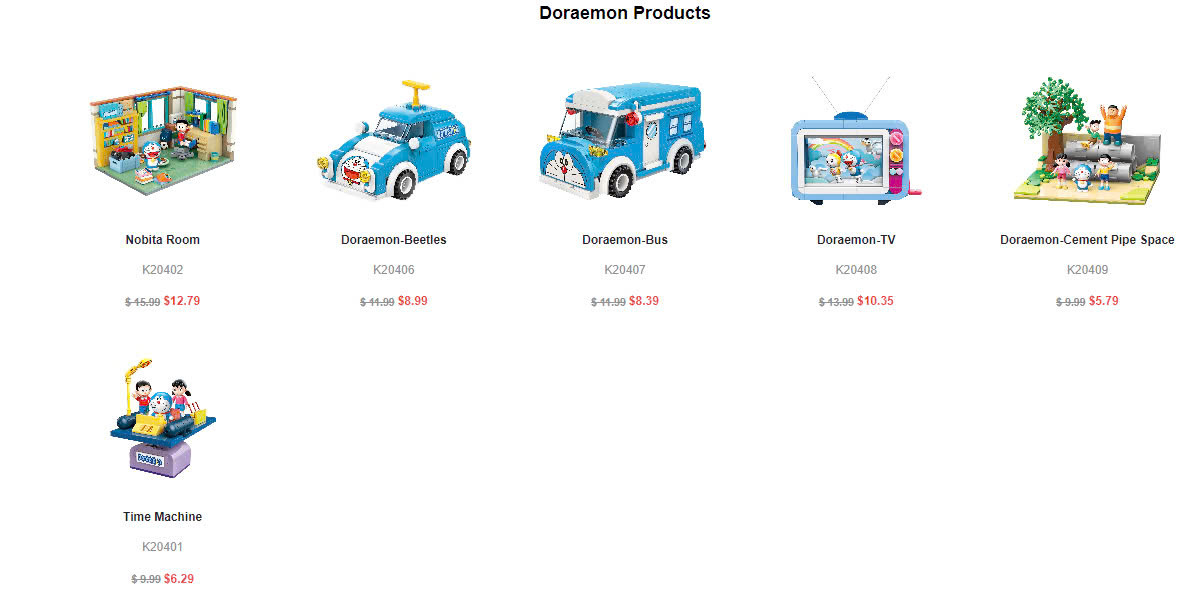 Doraemon Products
Nobita Room
K20402
$ 15.99 $12.79
Doraemon-Beetles
K20406
$ 11.99 $8.99
Doraemon-Bus
K20407
$ 11.99 $8.39
Doraemon-TV
K20408
$ 13.99 $10.35
Doraemon-Cement Pipe Space
K20409
$ 9.99 $5.79
Time Machine
K20401
$ 9.99 $6.29